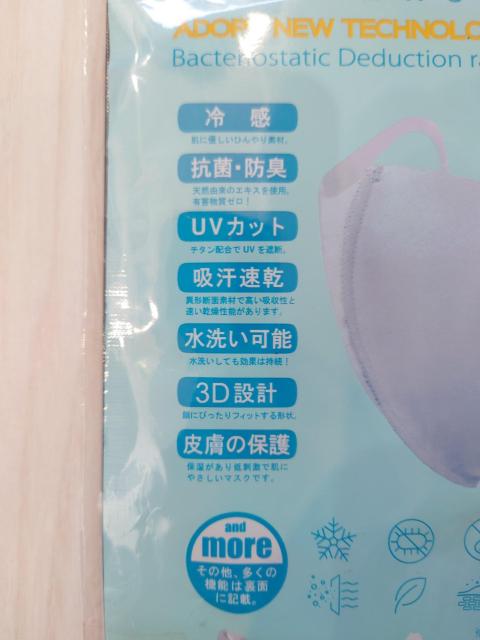 ADOPT NEW TECHNOLO
Bacteriostatic Deduction ra
冷 感
肌に優しいひんやり素材。
抗菌・防臭
天然由来のエキスを使用。
有害物質ゼロ！
UVカット
チタン配合でUVを遮断。
吸汗速乾
異形断面素材で高い吸収性と
速い乾燥性能があります。
水洗い可能
水洗いしても効果は持続！
3D設計
顔にぴったりフィットする形状。
皮膚の保護
保湿があり低刺激で肌に
やさしいマスクです。
and
more
その他、多くの
機能は裏面
に記載。